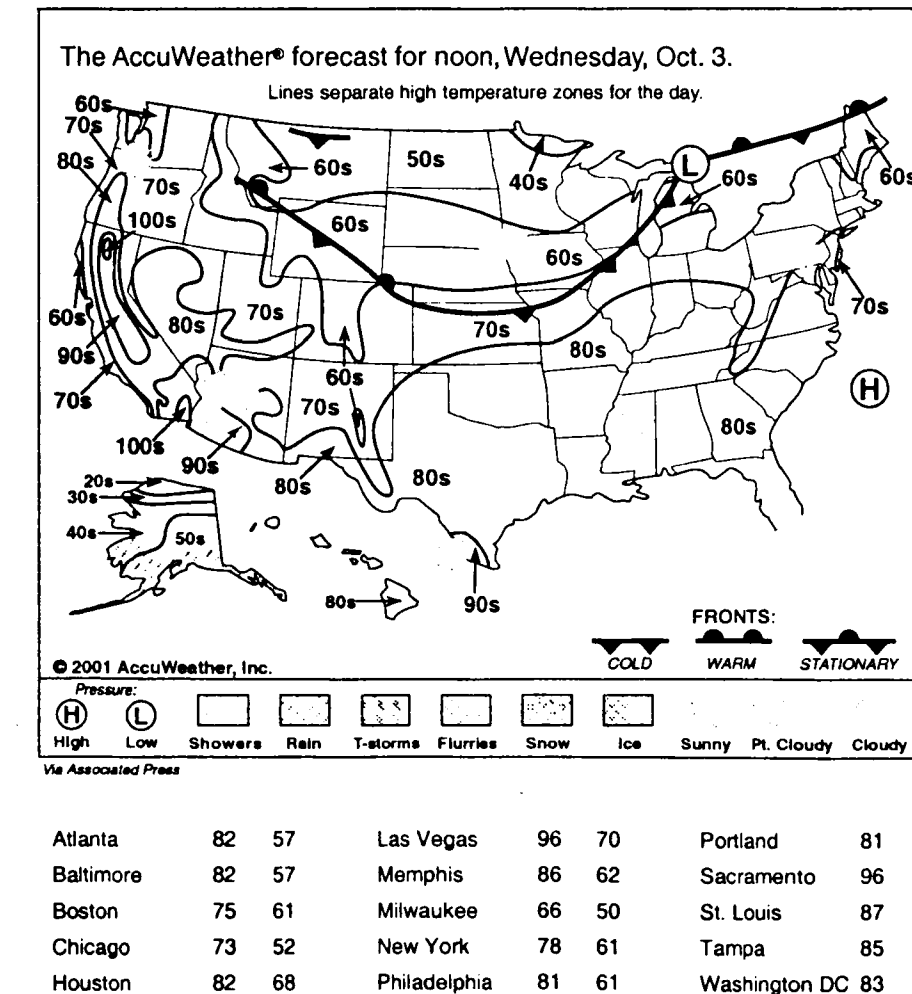 The AccuWeather® forecast for noon, Wednesday, Oct. 3.
Lines separate high temperature zones for the day.
60s
70s
80s
70s
100s
60s
90s
70s
100s
90s
80s
70s
60s
70s
80s
60s
60s
50s
40s
60s
L
60s
60s
70s
70s
80s
80s
80s
H
90s
20s
30s
40s
50s
80s
FRONTS:
COLD WARM STATIONARY
© 2001 AccuWeather, Inc.
Pressure:
H L
High Low Showers Rain T-storms Flurries Snow Ice Sunny Pt. Cloudy Cloudy
Via Associated Press
Atlanta 82 57 Las Vegas 96 70 Portland 81
Baltimore 82 57 Memphis 86 62 Sacramento 96
Boston 75 61 Milwaukee 66 50 St. Louis 87
Chicago 73 52 New York 78 61 Tampa 85
Houston 82 68 Philadelphia 81 61 Washington DC 83